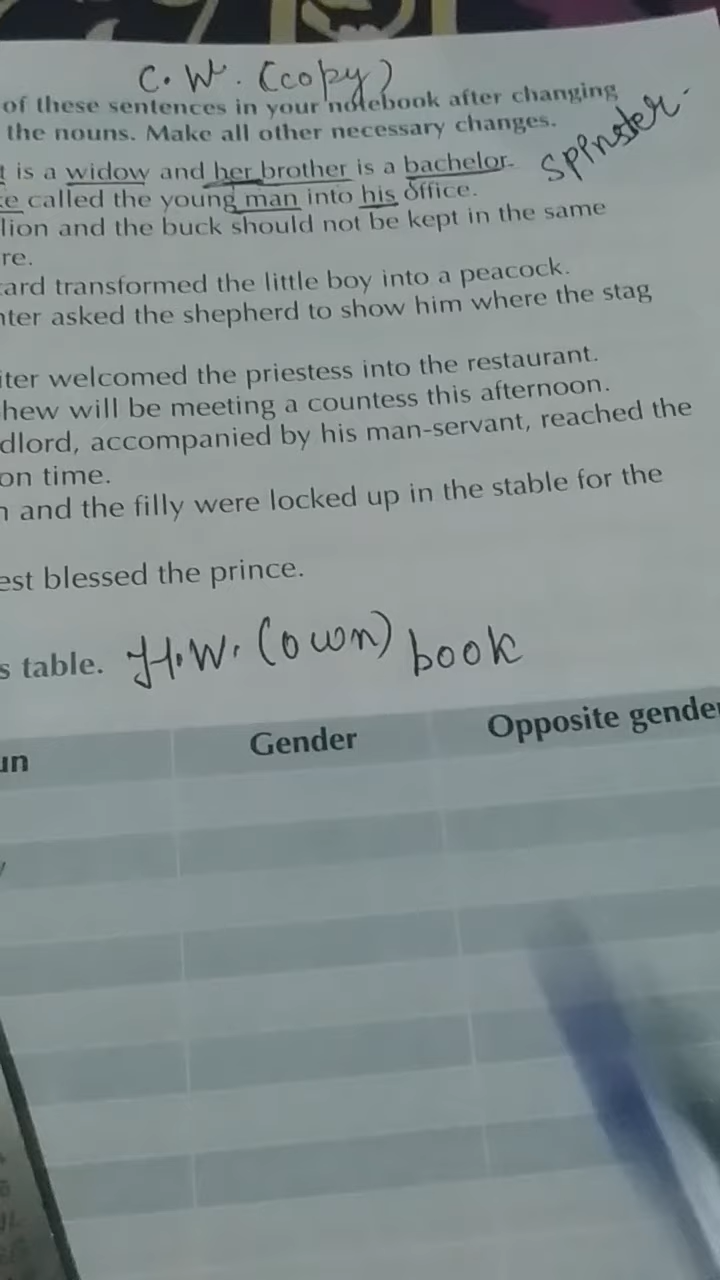 C.W. (copy)
of these sentences in your notebook after changing
the nouns. Make all other necessary changes.
is a widow and her brother is a bachelor.
spinster.
called the young man into his office.
lion and the buck should not be kept in the same
re.
ard transformed the little boy into a peacock.
nter asked the shepherd to show him where the stag
iter welcomed the priestess into the restaurant.
hew will be meeting a countess this afternoon.
dlord, accompanied by his man-servant, reached the
on time.
and the filly were locked up in the stable for the
est blessed the prince.
s table. H.W. (own) book
un Gender Opposite gender